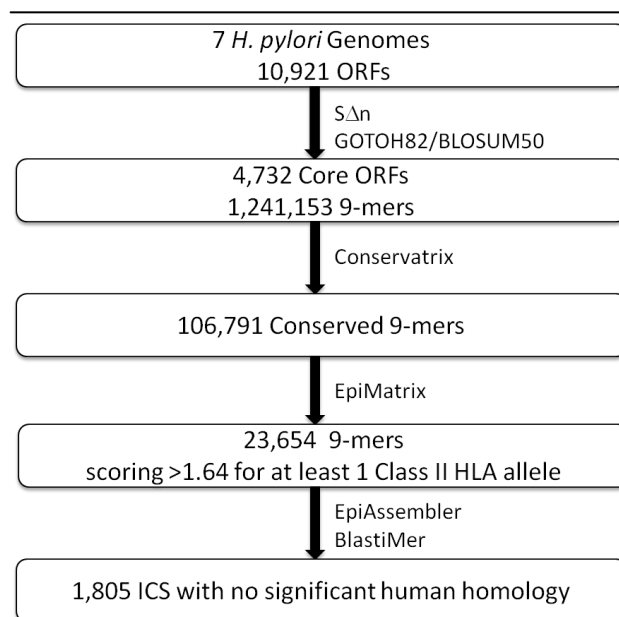 7 H. pylori Genomes
10,921 ORFs
SΔn
GOTOH82/BLOSUM50
4,732 Core ORFs
1,241,153 9-mers
Conservatrix
106,791 Conserved 9-mers
EpiMatrix
23,654 9-mers
scoring >1.64 for at least 1 Class II HLA allele
EpiAssembler
BlastiMer
1,805 ICS with no significant human homology